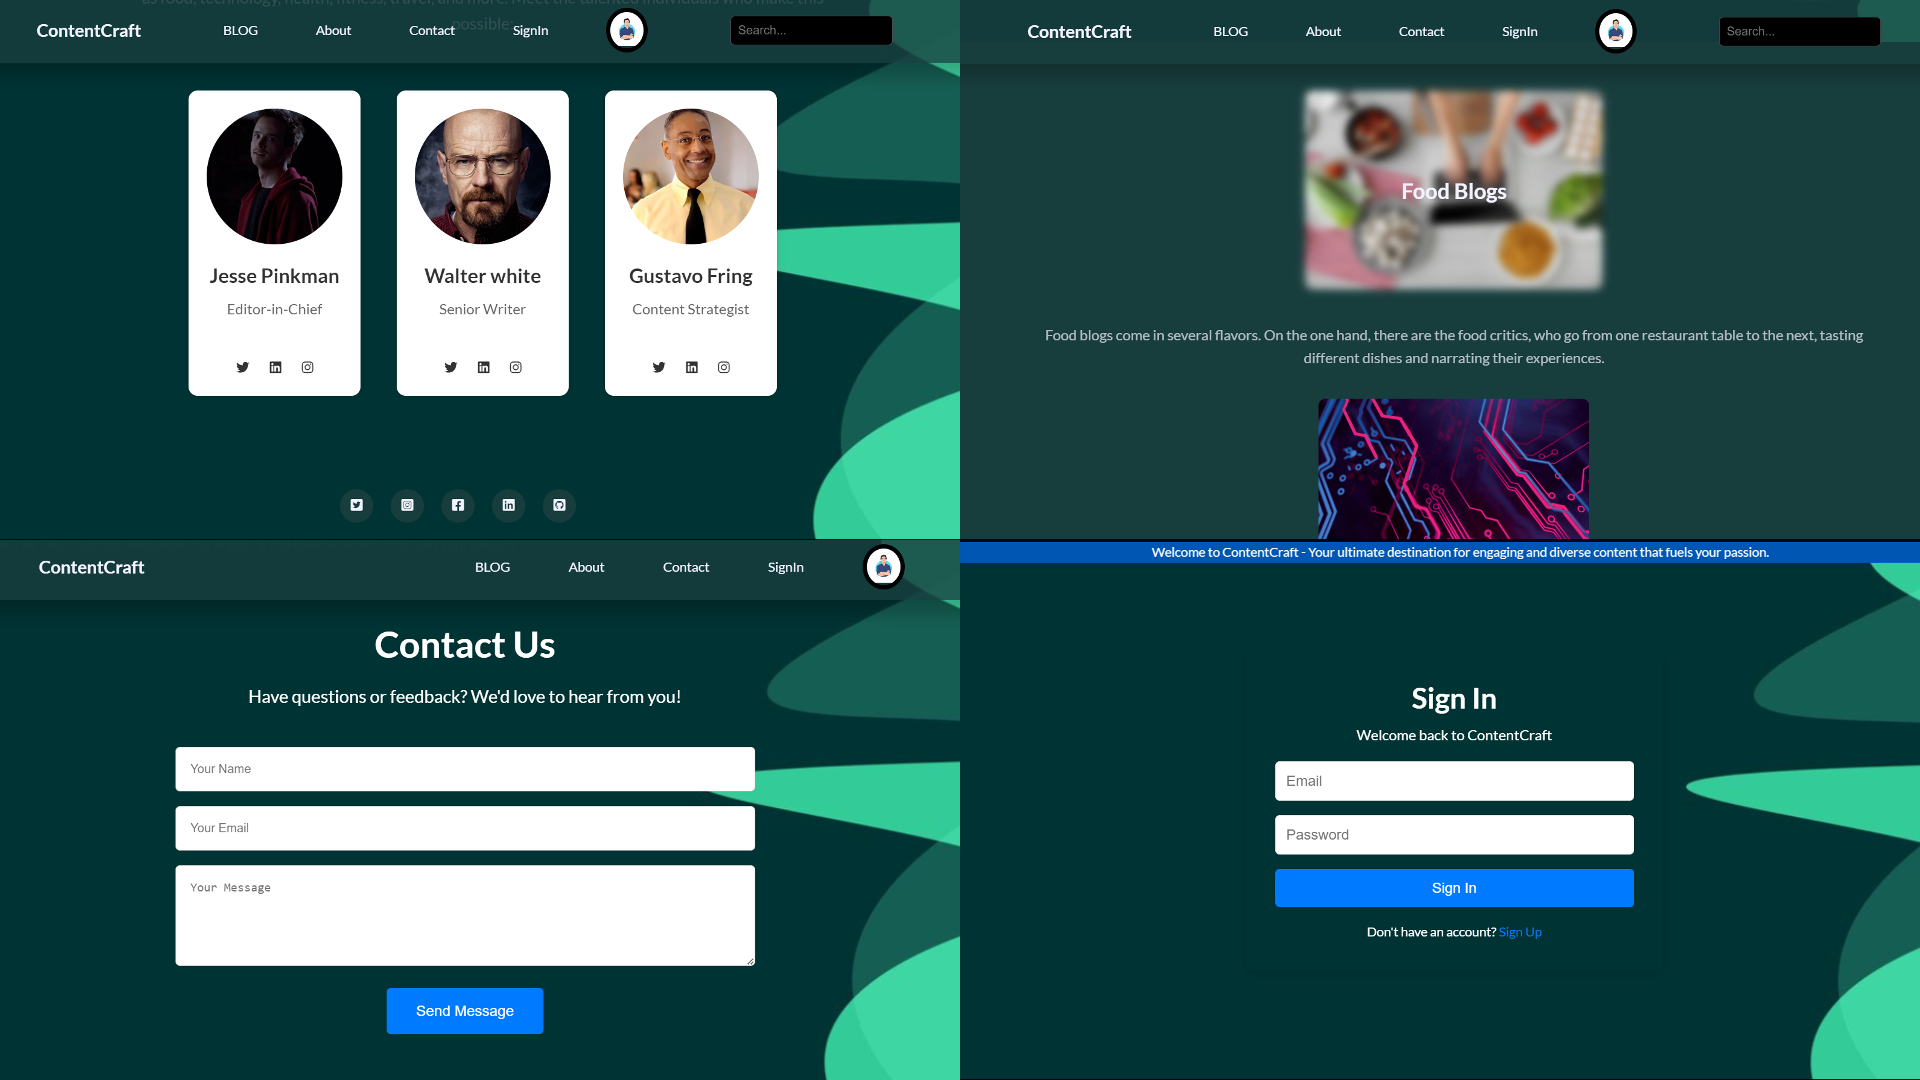 as food, technology, health, fitness, travel, and more. Meet the talented individuals who make this
possible:
ContentCraft
BLOG
About
Contact
SignIn
Search...
Jesse Pinkman
Editor-in-Chief
Walter white
Senior Writer
Gustavo Fring
Content Strategist
ContentCraft
BLOG
About
Contact
SignIn
Search...
Food Blogs
Food blogs come in several flavors. On the one hand, there are the food critics, who go from one restaurant table to the next, tasting
different dishes and narrating their experiences.
ContentCraft
BLOG
About
Contact
SignIn
Contact Us
Have questions or feedback? We'd love to hear from you!
Your Name
Your Email
Your Message
Send Message
Welcome to ContentCraft - Your ultimate destination for engaging and diverse content that fuels your passion.
Sign In
Welcome back to ContentCraft
Email
Password
Sign In
Don't have an account? Sign Up